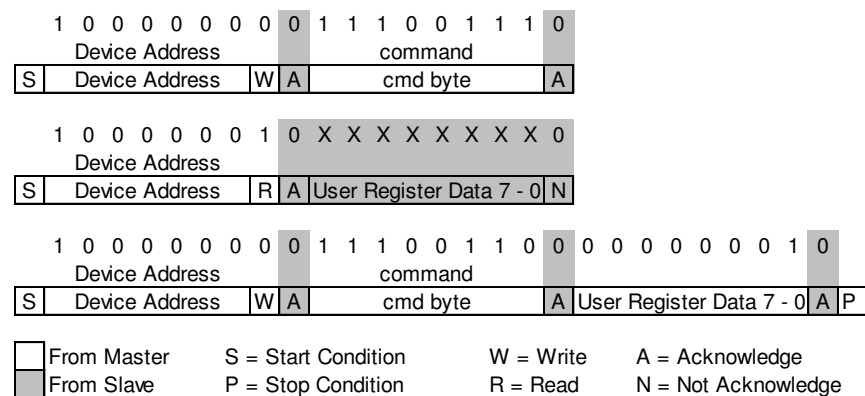 1 0 0 0 0 0 0 0 0 1 1 1 0 0 1 1 1 0
Device Address command
S Device Address W A cmd byte A
1 0 0 0 0 0 0 1 0 X X X X X X X X 0
Device Address
S Device Address R A User Register Data 7 - 0 N
1 0 0 0 0 0 0 0 0 1 1 1 0 0 1 1 0 0 0 0 0 0 0 0 0 1 0
Device Address command
S Device Address W A cmd byte A User Register Data 7 - 0 A P
From Master S = Start Condition W = Write A = Acknowledge
From Slave P = Stop Condition R = Read N = Not Acknowledge